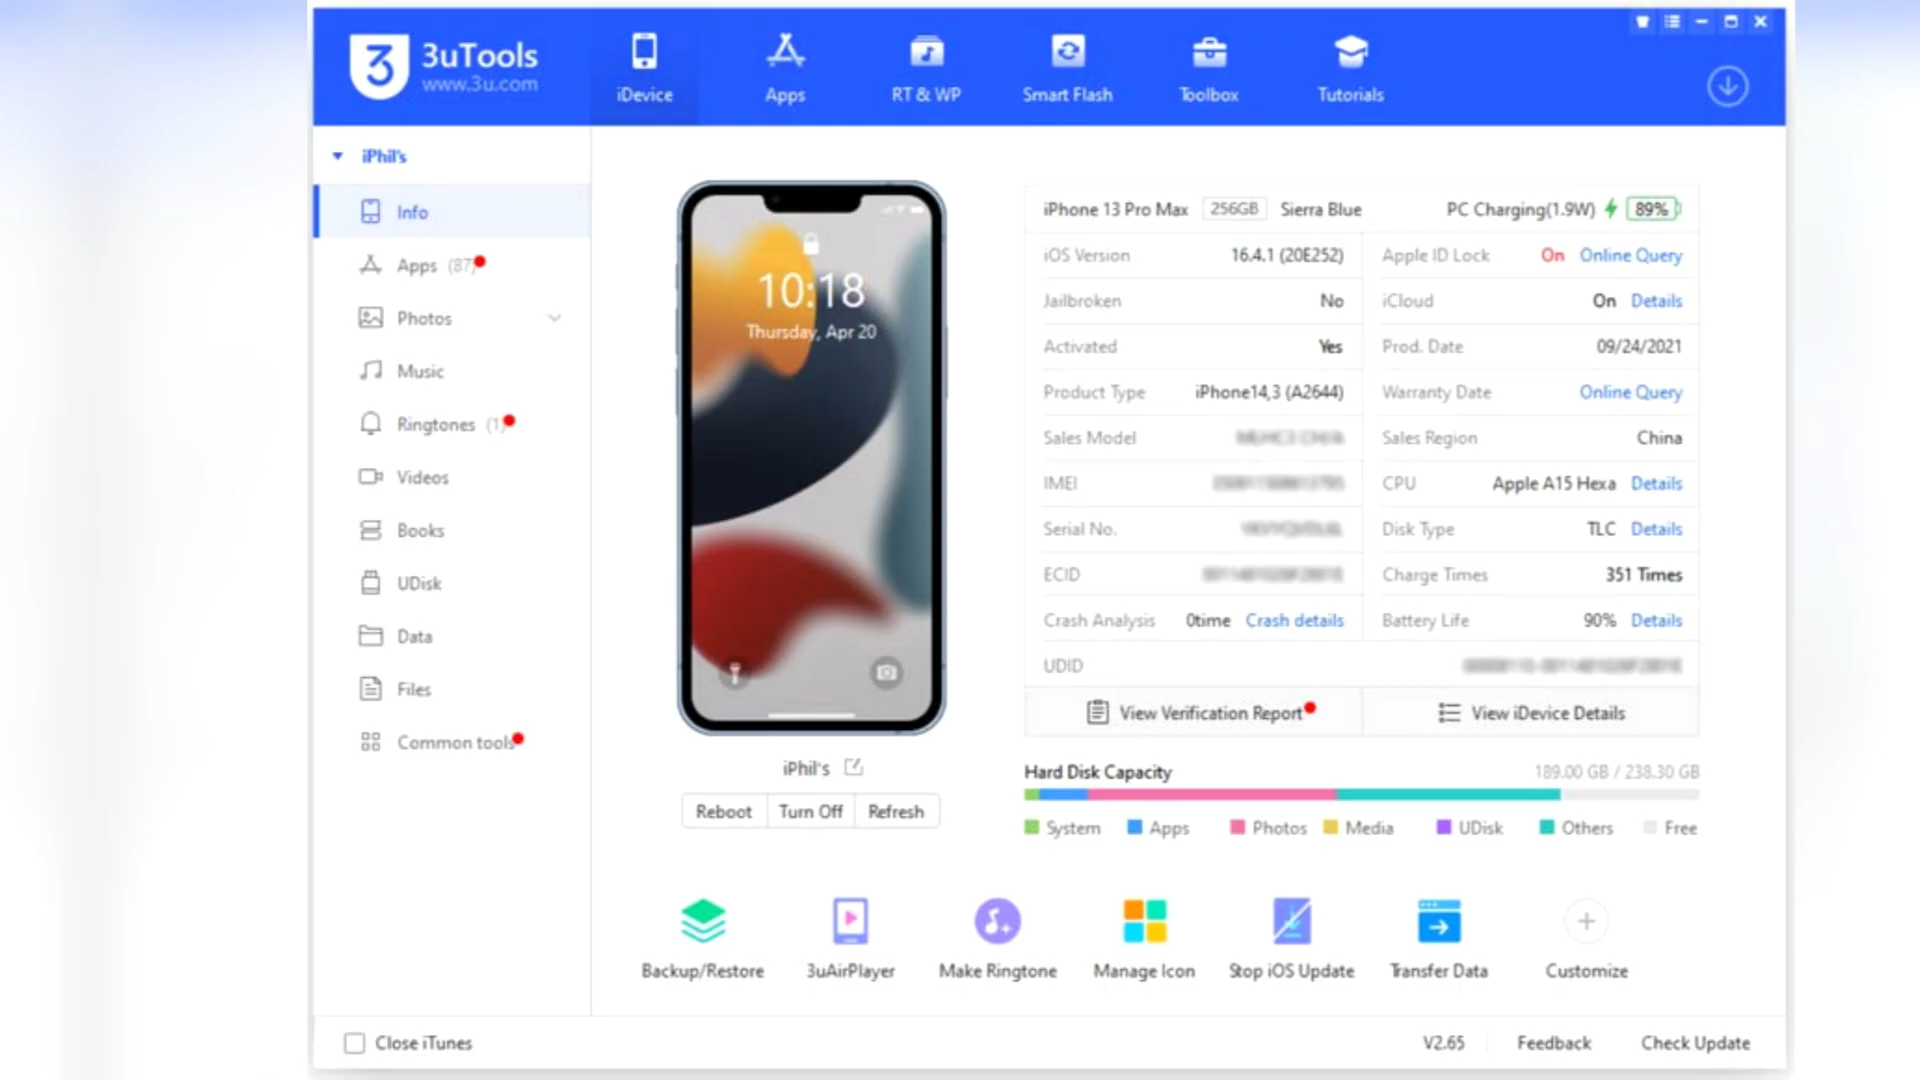 3 3uTools
www.3u.com
iDevice
Apps
RT & WP
Smart Flash
Toolbox
Tutorials
iPhil's
Info
Apps (87)
Photos
Music
Ringtones (1)
Videos
Books
UDisk
Data
Files
Common tools
10:18
Thursday, Apr 20
iPhil's
Reboot Turn Off Refresh
iPhone 13 Pro Max 256GB Sierra Blue PC Charging(1.9W) 89%
iOS Version 16.4.1 (20E252) Apple ID Lock On Online Query
Jailbroken No iCloud On Details
Activated Yes Prod. Date 09/24/2021
Product Type iPhone14,3 (A2644) Warranty Date Online Query
Sales Model Sales Region China
IMEI CPU Apple A15 Hexa Details
Serial No. Disk Type TLC Details
ECID Charge Times 351 Times
Crash Analysis 0time Crash details Battery Life 90% Details
UDID
View Verification Report View iDevice Details
Hard Disk Capacity 189.00 GB / 238.30 GB
System Apps Photos Media UDisk Others Free
Backup/Restore 3uAirPlayer Make Ringtone Manage Icon Stop iOS Update Transfer Data Customize
Close iTunes V2.65 Feedback Check Update